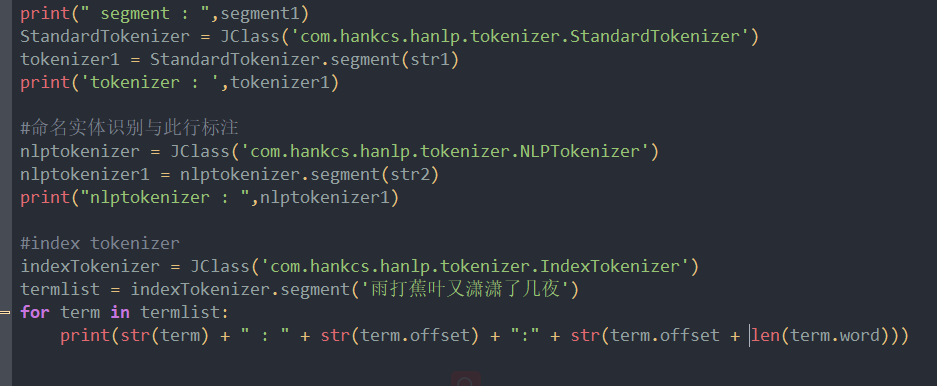 print(" segment : ",segment1)
StandardTokenizer = JClass('com.hankcs.hanlp.tokenizer.StandardTokenizer')
tokenizer1 = StandardTokenizer.segment(str1)
print('tokenizer : ',tokenizer1)
#命名实体识别与此行标注
nlptokenizer = JClass('com.hankcs.hanlp.tokenizer.NLPTokenizer')
nlptokenizer1 = nlptokenizer.segment(str2)
print("nlptokenizer : ",nlptokenizer1)
#index tokenizer
indexTokenizer = JClass('com.hankcs.hanlp.tokenizer.IndexTokenizer')
termlist = indexTokenizer.segment('雨打蕉叶又潇潇了几夜')
for term in termlist:
    print(str(term) + " : " + str(term.offset) + ":" + str(term.offset + len(term.word)))